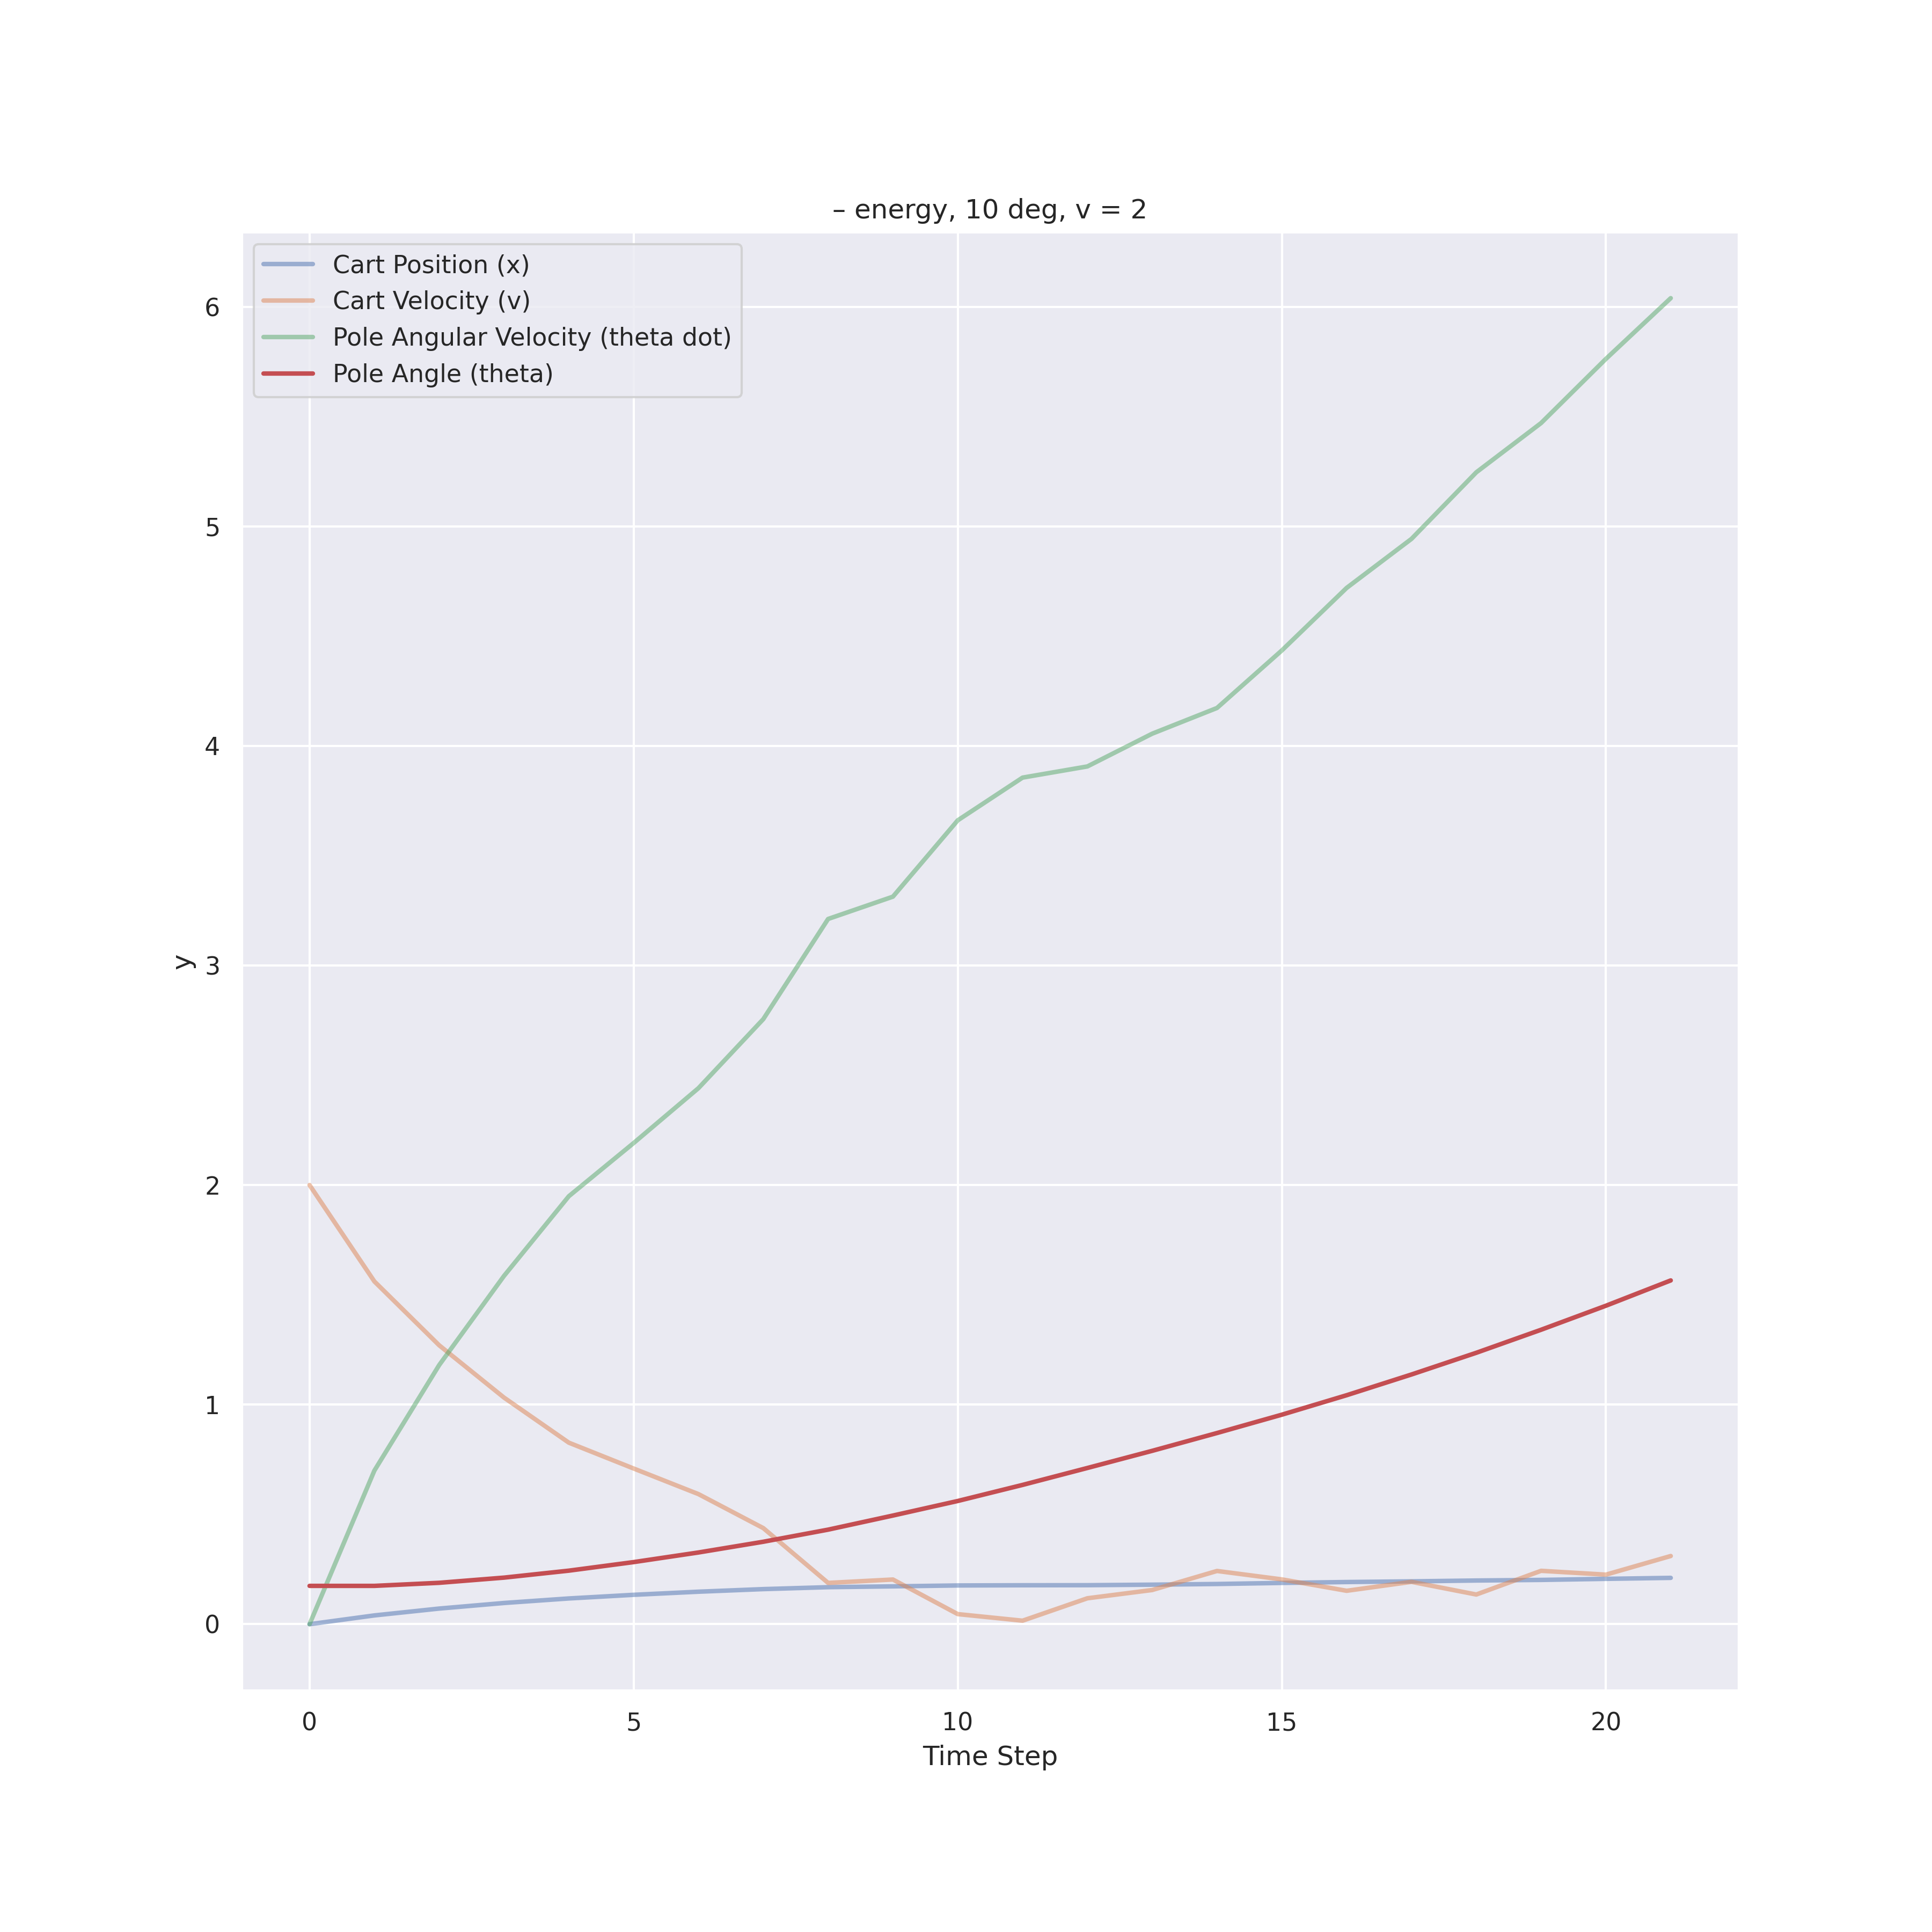 – energy, 10 deg, v = 2
Cart Position (x)
Cart Velocity (v)
Pole Angular Velocity (theta dot)
Pole Angle (theta)
6
5
4
3
2
1
0
y
0 5 10 15 20
Time Step